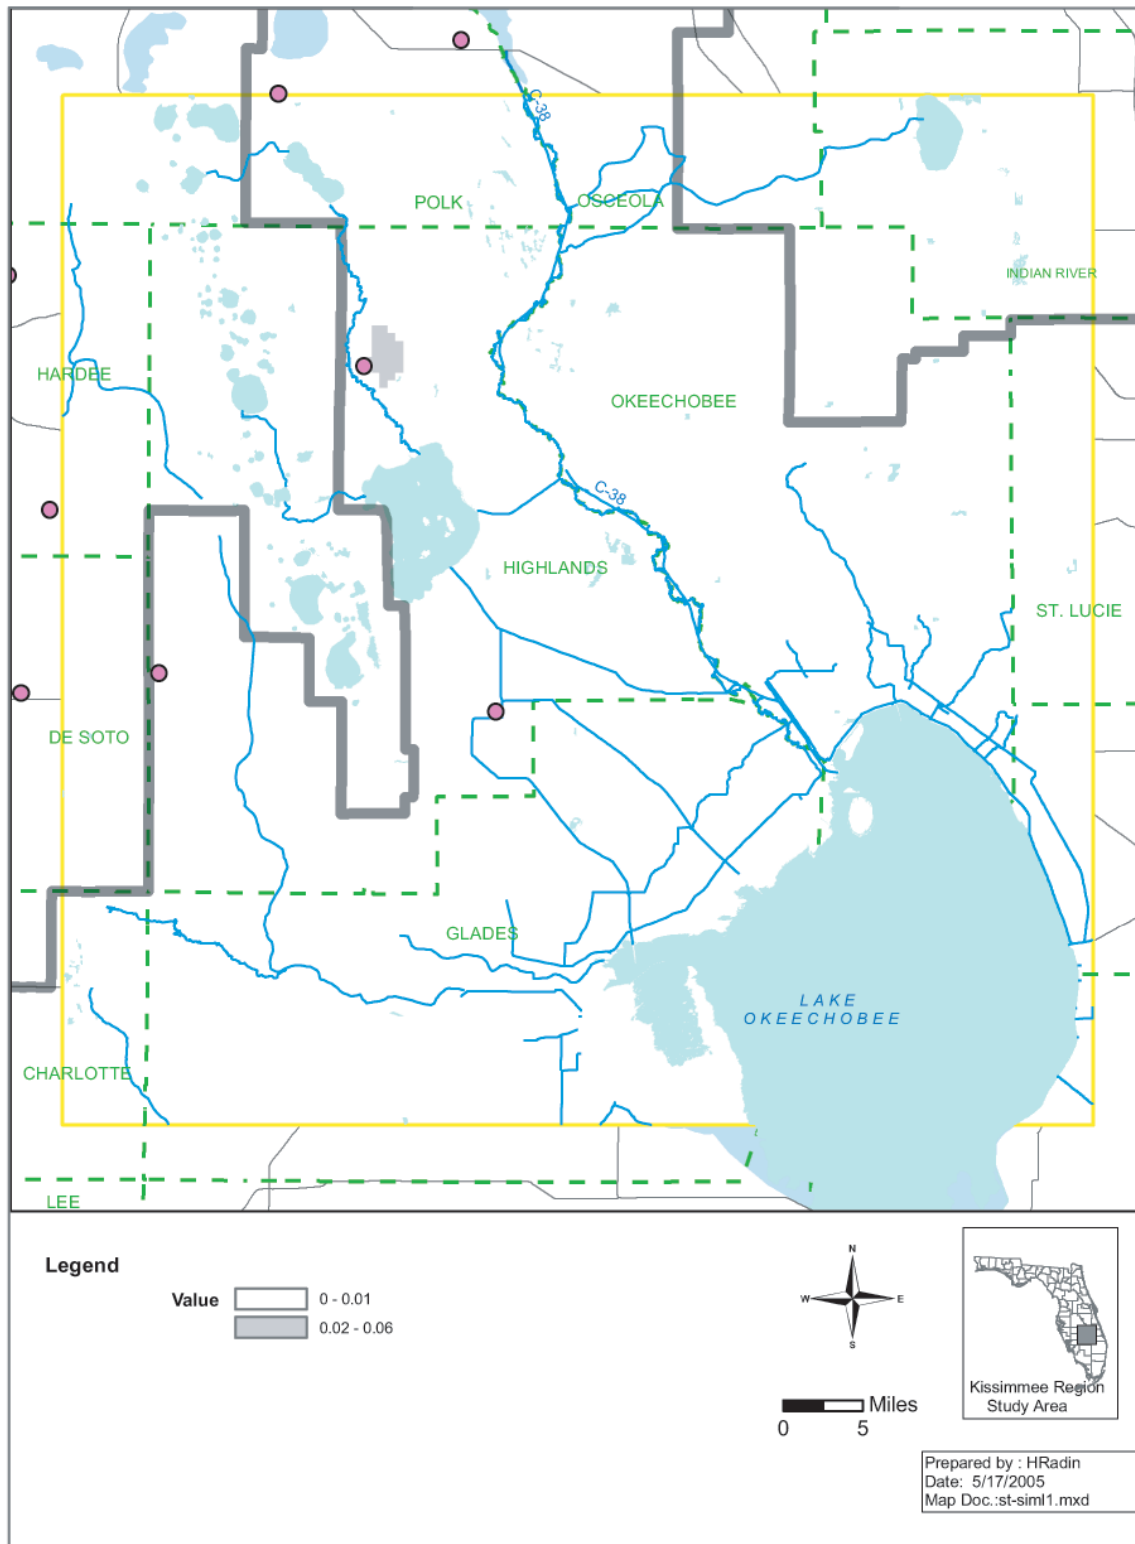 C-38
POLK
OSCEOLA
INDIAN RIVER
HARDEE
OKEECHOBEE
C-38
HIGHLANDS
ST. LUCIE
DE SOTO
GLADES
LAKE
OKEECHOBEE
CHARLOTTE
LEE
Legend
Value
0 - 0.01
0.02 - 0.06
N
W
E
S
Miles
0
5
Kissimmee Region
Study Area
Prepared by : HRadin
Date: 5/17/2005
Map Doc.:st-siml1.mxd